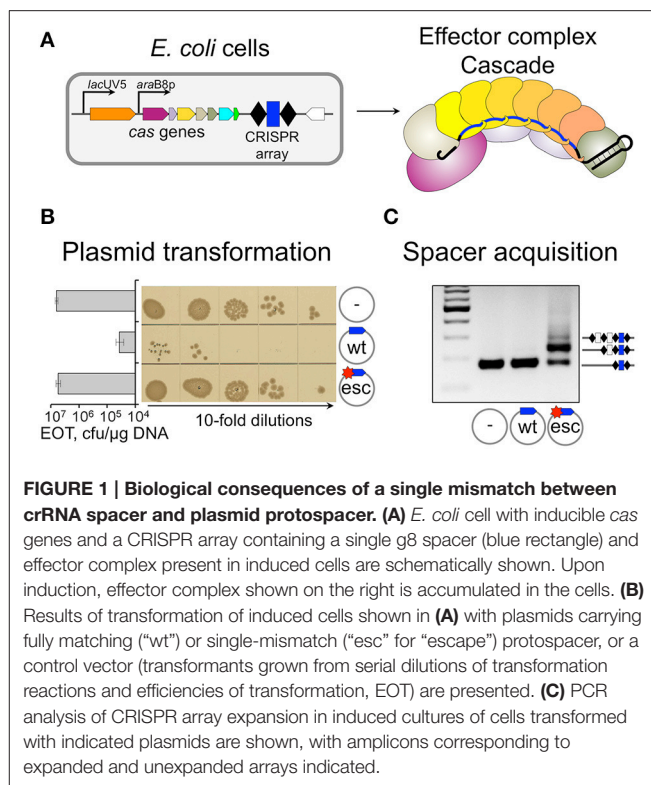 A
E. coli cells
lacUV5
araB8p
cas genes
CRISPR
array
Effector complex
Cascade
B
Plasmid transformation
-
wt
esc
10⁷ 10⁶ 10⁵ 10⁴
EOT, cfu/µg DNA
10-fold dilutions
C
Spacer acquisition
- wt esc
FIGURE 1 | Biological consequences of a single mismatch between
crRNA spacer and plasmid protospacer. (A) E. coli cell with inducible cas
genes and a CRISPR array containing a single g8 spacer (blue rectangle) and
effector complex present in induced cells are schematically shown. Upon
induction, effector complex shown on the right is accumulated in the cells. (B)
Results of transformation of induced cells shown in (A) with plasmids carrying
fully matching (“wt”) or single-mismatch (“esc” for “escape”) protospacer, or a
control vector (transformants grown from serial dilutions of transformation
reactions and efficiencies of transformation, EOT) are presented. (C) PCR
analysis of CRISPR array expansion in induced cultures of cells transformed
with indicated plasmids are shown, with amplicons corresponding to
expanded and unexpanded arrays indicated.